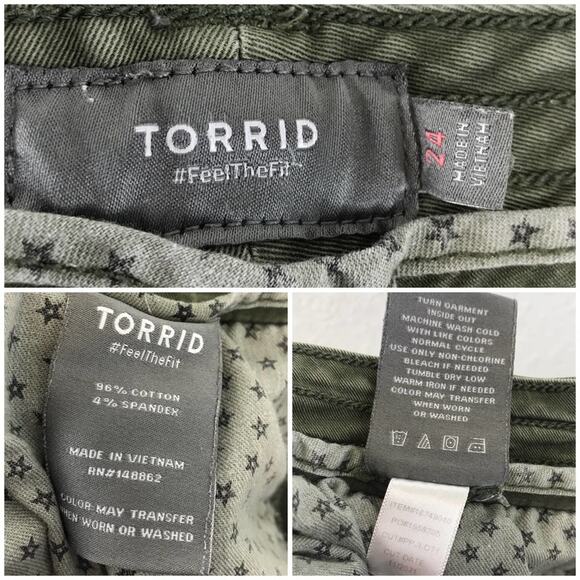 TORRID
#FeelTheFit
24
MADE IN
VIETNAM
TORRID
#FeelTheFit
96% COTTON
4% SPANDEX
MADE IN VIETNAM
RN#148862
COLOR MAY TRANSFER
WHEN WORN OR WASHED
TURN GARMENT
INSIDE OUT
MACHINE WASH COLD
WITH LIKE COLORS
NORMAL CYCLE
USE ONLY NON-CHLORINE
BLEACH IF NEEDED
TUMBLE DRY LOW
WARM IRON IF NEEDED
COLOR MAY TRANSFER
WHEN WORN
OR WASHED
CUT DATE